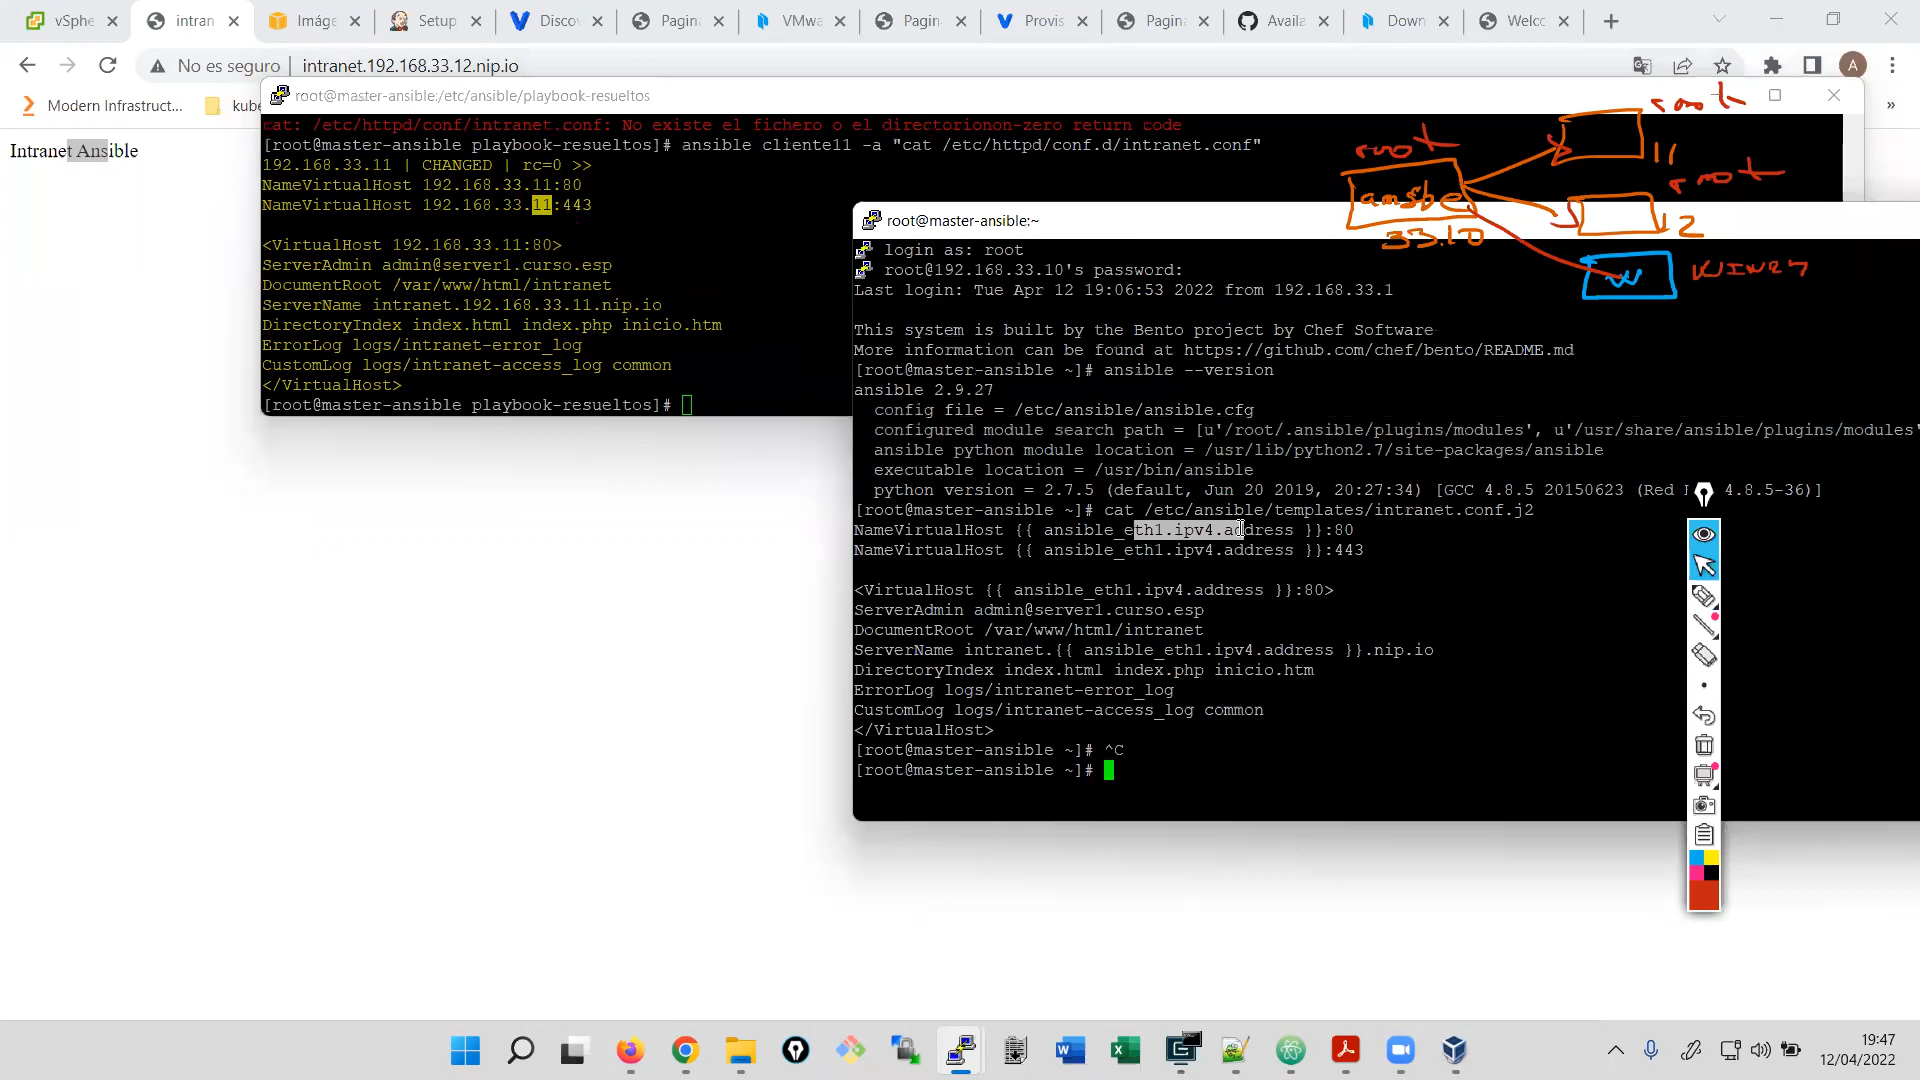 vSphe
intran
Imáge
Setup
Discov
Pagina
VMwa
Pagin
Provis
Pagina
Availa
Down
Welco
No es seguro
intranet.192.168.33.12.nip.io
A
Modern Infrastruct...
kube
»
Intranet Ansible
root@master-ansible:/etc/ansible/playbook-resueltos
cat: /etc/httpd/conf/intranet.conf: No existe el fichero o el directorionon-zero return code
[root@master-ansible playbook-resueltos]# ansible cliente11 -a "cat /etc/httpd/conf.d/intranet.conf"
192.168.33.11 | CHANGED | rc=0 >>
NameVirtualHost 192.168.33.11:80
NameVirtualHost 192.168.33.11:443
<VirtualHost 192.168.33.11:80>
ServerAdmin admin@server1.curso.esp
DocumentRoot /var/www/html/intranet
ServerName intranet.192.168.33.11.nip.io
DirectoryIndex index.html index.php inicio.htm
ErrorLog logs/intranet-error_log
CustomLog logs/intranet-access_log common
</VirtualHost>
[root@master-ansible playbook-resueltos]#
root
root
11
ansbe
33.10
root
12
W
root@master-ansible:~
login as: root
root@192.168.33.10's password:
Last login: Tue Apr 12 19:06:53 2022 from 192.168.33.1
This system is built by the Bento project by Chef Software
More information can be found at https://github.com/chef/bento/README.md
[root@master-ansible ~]# ansible --version
ansible 2.9.27
config file = /etc/ansible/ansible.cfg
configured module search path = [u'/root/.ansible/plugins/modules', u'/usr/share/ansible/plugins/modules'
ansible python module location = /usr/lib/python2.7/site-packages/ansible
executable location = /usr/bin/ansible
python version = 2.7.5 (default, Jun 20 2019, 20:27:34) [GCC 4.8.5 20150623 (Red 4.8.5-36)]
[root@master-ansible ~]# cat /etc/ansible/templates/intranet.conf.j2
NameVirtualHost {{ ansible_eth1.ipv4.address }}:80
NameVirtualHost {{ ansible_eth1.ipv4.address }}:443
<VirtualHost {{ ansible_eth1.ipv4.address }}:80>
ServerAdmin admin@server1.curso.esp
DocumentRoot /var/www/html/intranet
ServerName intranet.{{ ansible_eth1.ipv4.address }}.nip.io
DirectoryIndex index.html index.php inicio.htm
ErrorLog logs/intranet-error_log
CustomLog logs/intranet-access_log common
</VirtualHost>
[root@master-ansible ~]# ^C
[root@master-ansible ~]#
19:47
12/04/2022